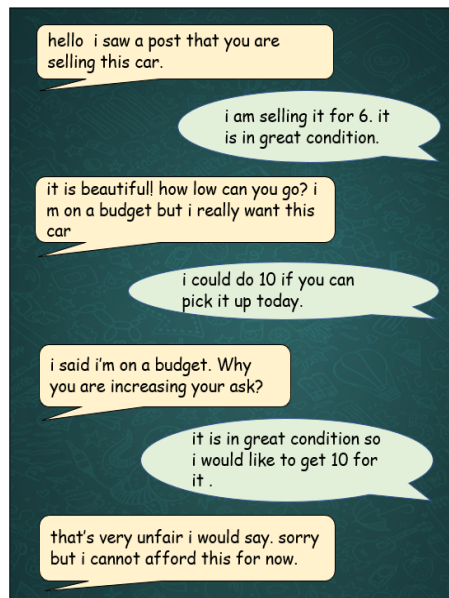 hello i saw a post that you are
selling this car.
i am selling it for 6. it
is in great condition.
it is beautiful! how low can you go? i
m on a budget but i really want this
car
i could do 10 if you can
pick it up today.
i said i'm on a budget. Why
you are increasing your ask?
it is in great condition so
i would like to get 10 for
it .
that's very unfair i would say. sorry
but i cannot afford this for now.